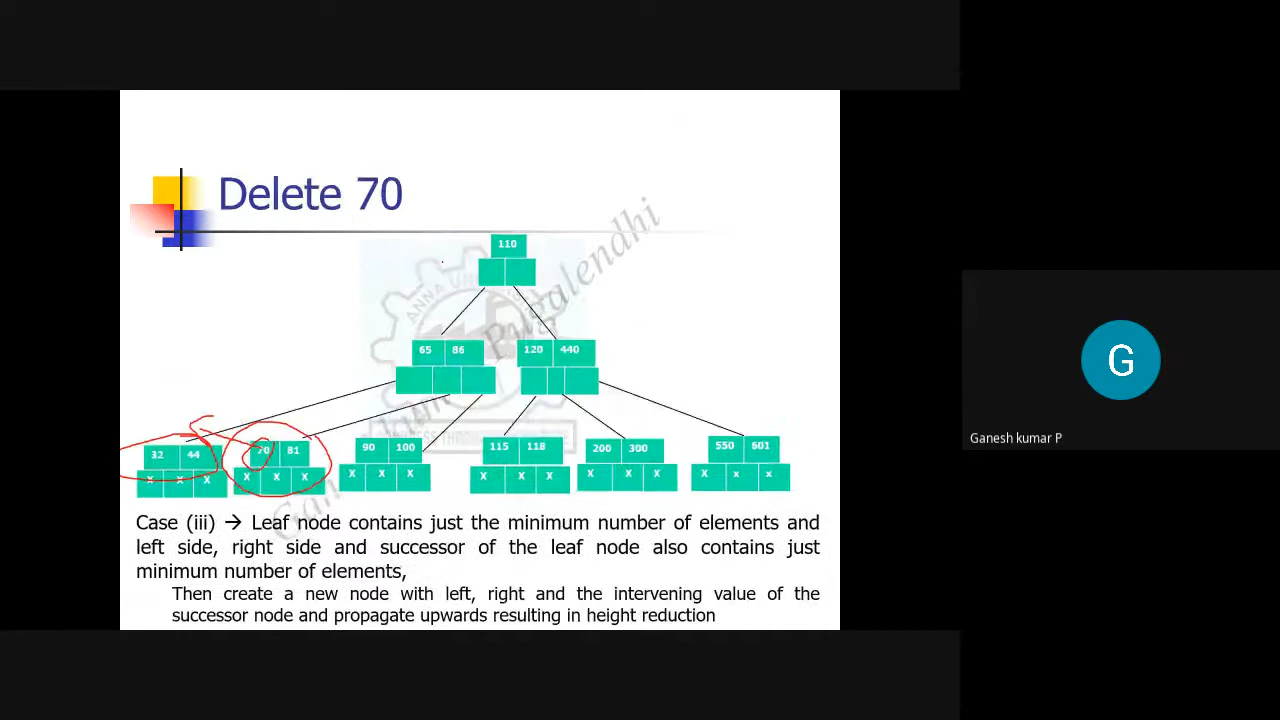 Delete 70
110
65 86
120 440
32 44
70 81
90 100
115 118
200 300
550 601
X X X
X X X
X X X
X X X
X X X
X x x
Case (iii) → Leaf node contains just the minimum number of elements and
left side, right side and successor of the leaf node also contains just
minimum number of elements,
Then create a new node with left, right and the intervening value of the
successor node and propagate upwards resulting in height reduction
G
Ganesh kumar P